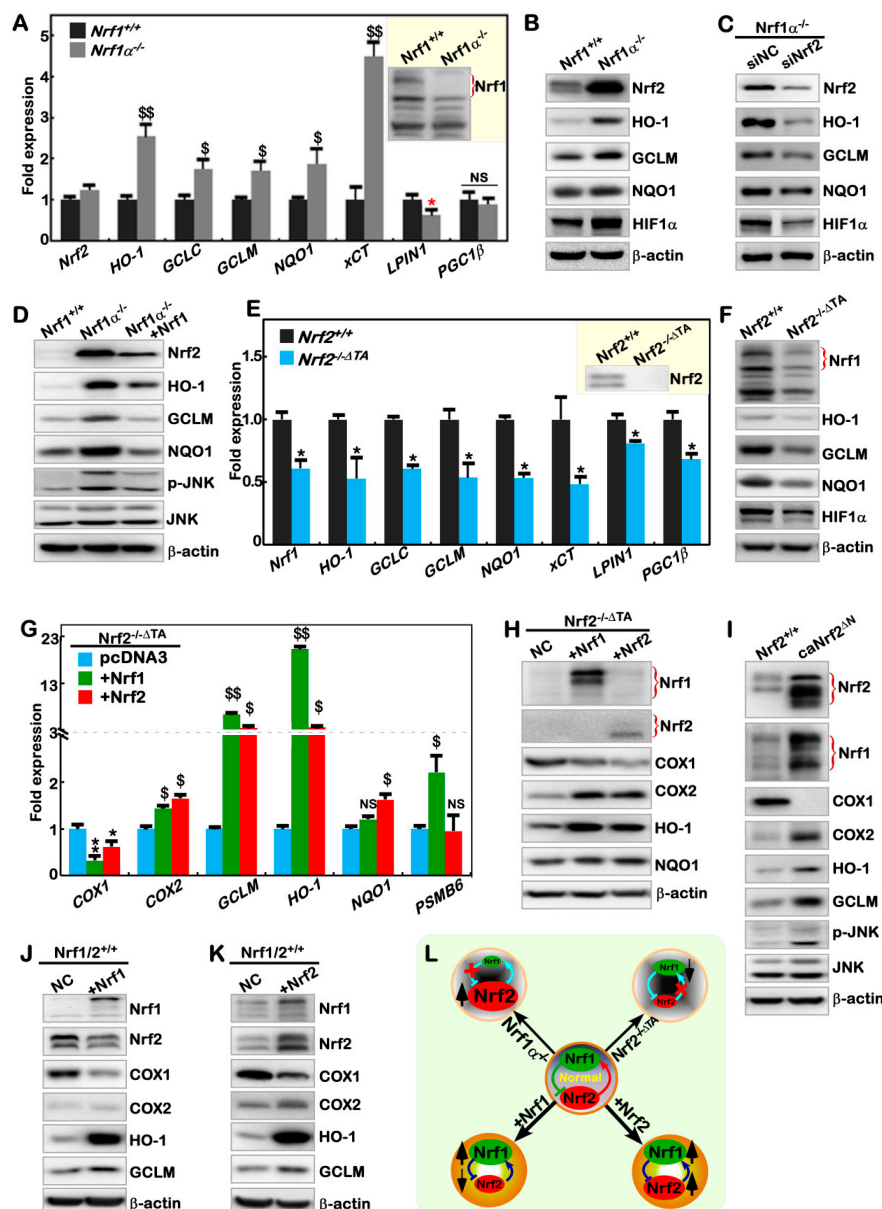 A
Nrf1+/+
Nrf1α-/-
Fold expression
5
4
3
2
1
0
$$
$
$
$
$$
*
NS
Nrf1+/+ Nrf1α-/-
Nrf1
Nrf2 HO-1 GCLC GCLM NQO1 xCT LPIN1 PGC1β
B
Nrf1+/+ Nrf1α-/-
Nrf2
HO-1
GCLM
NQO1
HIF1α
β-actin
C
Nrf1α-/-
siNC siNrf2
Nrf2
HO-1
GCLM
NQO1
HIF1α
β-actin
D
Nrf1+/+ Nrf1α-/- Nrf1α-/- +Nrf1
Nrf2
HO-1
GCLM
NQO1
p-JNK
JNK
β-actin
E
Nrf2+/+
Nrf2-/-ΔTA
Fold expression
1.5
1.0
0.5
0
* * * * * * * *
Nrf2+/+ Nrf2-/-ΔTA
Nrf2
Nrf1 HO-1 GCLC GCLM NQO1 xCT LPIN1 PGC1β
F
Nrf2+/+ Nrf2-/-ΔTA
Nrf1
HO-1
GCLM
NQO1
HIF1α
β-actin
G
Nrf2-/-ΔTA
pcDNA3
+Nrf1
+Nrf2
Fold expression
23
13
3
2
1
0
** *
$ $
$$ $
$$ $
NS $
$ NS
COX1 COX2 GCLM HO-1 NQO1 PSMB6
H
Nrf2-/-ΔTA
NC +Nrf1 +Nrf2
Nrf1
Nrf2
COX1
COX2
HO-1
NQO1
β-actin
I
Nrf2+/+ caNrf2ΔN
Nrf2
Nrf1
COX1
COX2
HO-1
GCLM
p-JNK
JNK
β-actin
J
Nrf1/2+/+
NC +Nrf1
Nrf1
Nrf2
COX1
COX2
HO-1
GCLM
β-actin
K
Nrf1/2+/+
NC +Nrf2
Nrf1
Nrf2
COX1
COX2
HO-1
GCLM
β-actin
L
Nrf1
Nrf2
Nrf1
Nrf2
Nrf1α-/-
Nrf2-/-ΔTA
Nrf1
Normal
Nrf2
+Nrf1
+Nrf2
Nrf1
Nrf2
Nrf1
Nrf2